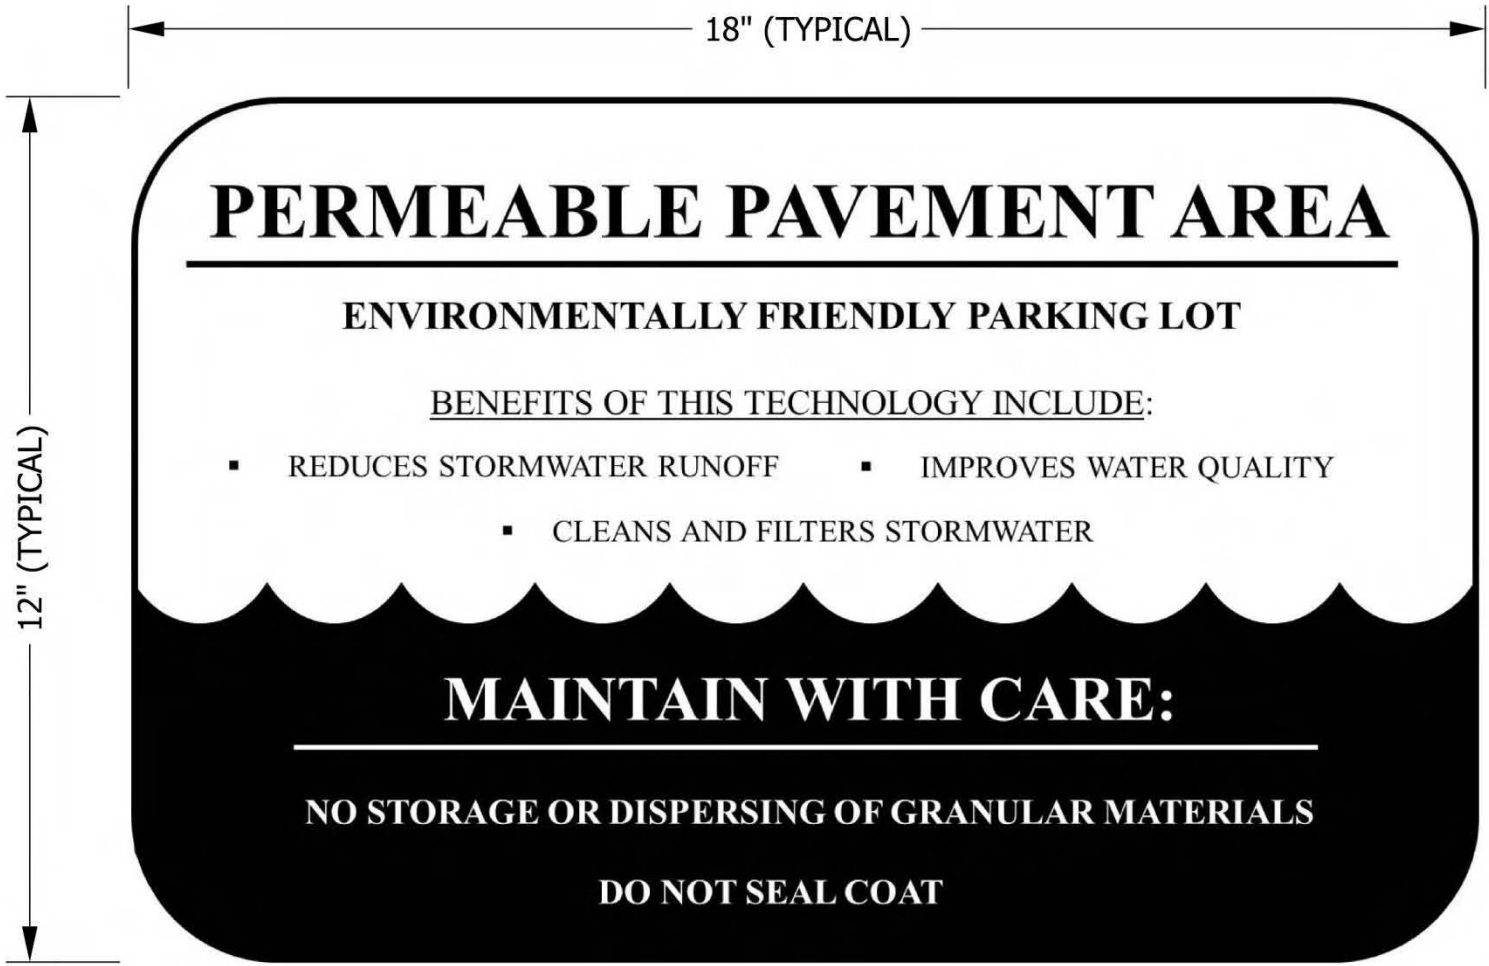 18" (TYPICAL)
12" (TYPICAL)
PERMEABLE PAVEMENT AREA
ENVIRONMENTALLY FRIENDLY PARKING LOT
BENEFITS OF THIS TECHNOLOGY INCLUDE:
▪ REDUCES STORMWATER RUNOFF ▪ IMPROVES WATER QUALITY
▪ CLEANS AND FILTERS STORMWATER
MAINTAIN WITH CARE:
NO STORAGE OR DISPERSING OF GRANULAR MATERIALS
DO NOT SEAL COAT